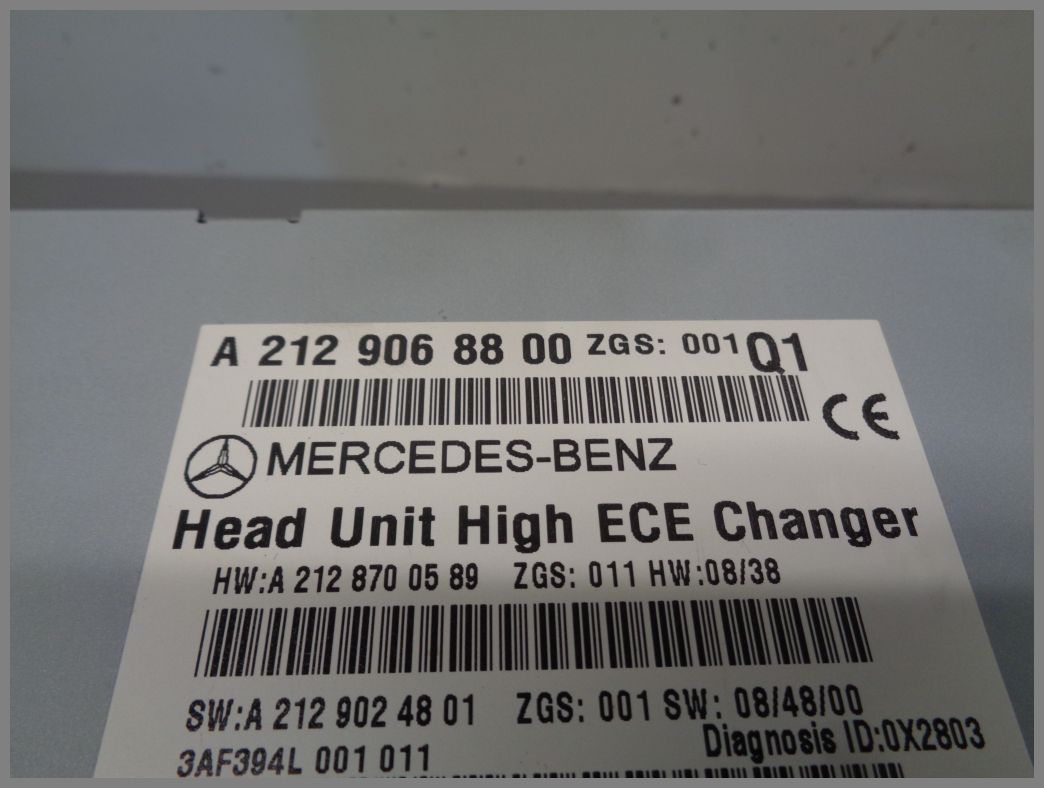 A 212 906 88 00 ZGS: 001 Q1
CE
MERCEDES-BENZ
Head Unit High ECE Changer
HW:A 212 870 05 89 ZGS: 011 HW:08/38
SW:A 212 902 48 01 ZGS: 001 SW: 08/48/00
3AF394L 001 011 Diagnosis ID:0X2803